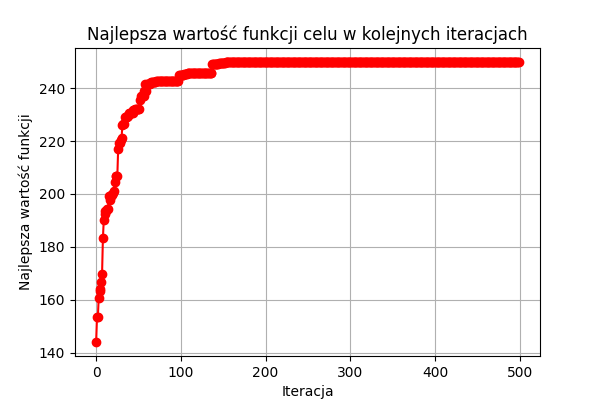 Najlepsza wartość funkcji celu w kolejnych iteracjach
Najlepsza wartość funkcji
240
220
200
180
160
140
0 100 200 300 400 500
Iteracja